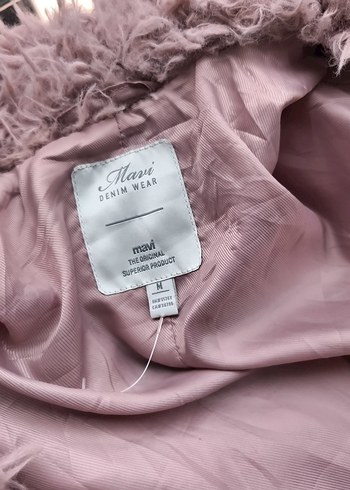 Mavi
DENIM WEAR
mavi
THE ORIGINAL
SUPERIOR PRODUCT
M